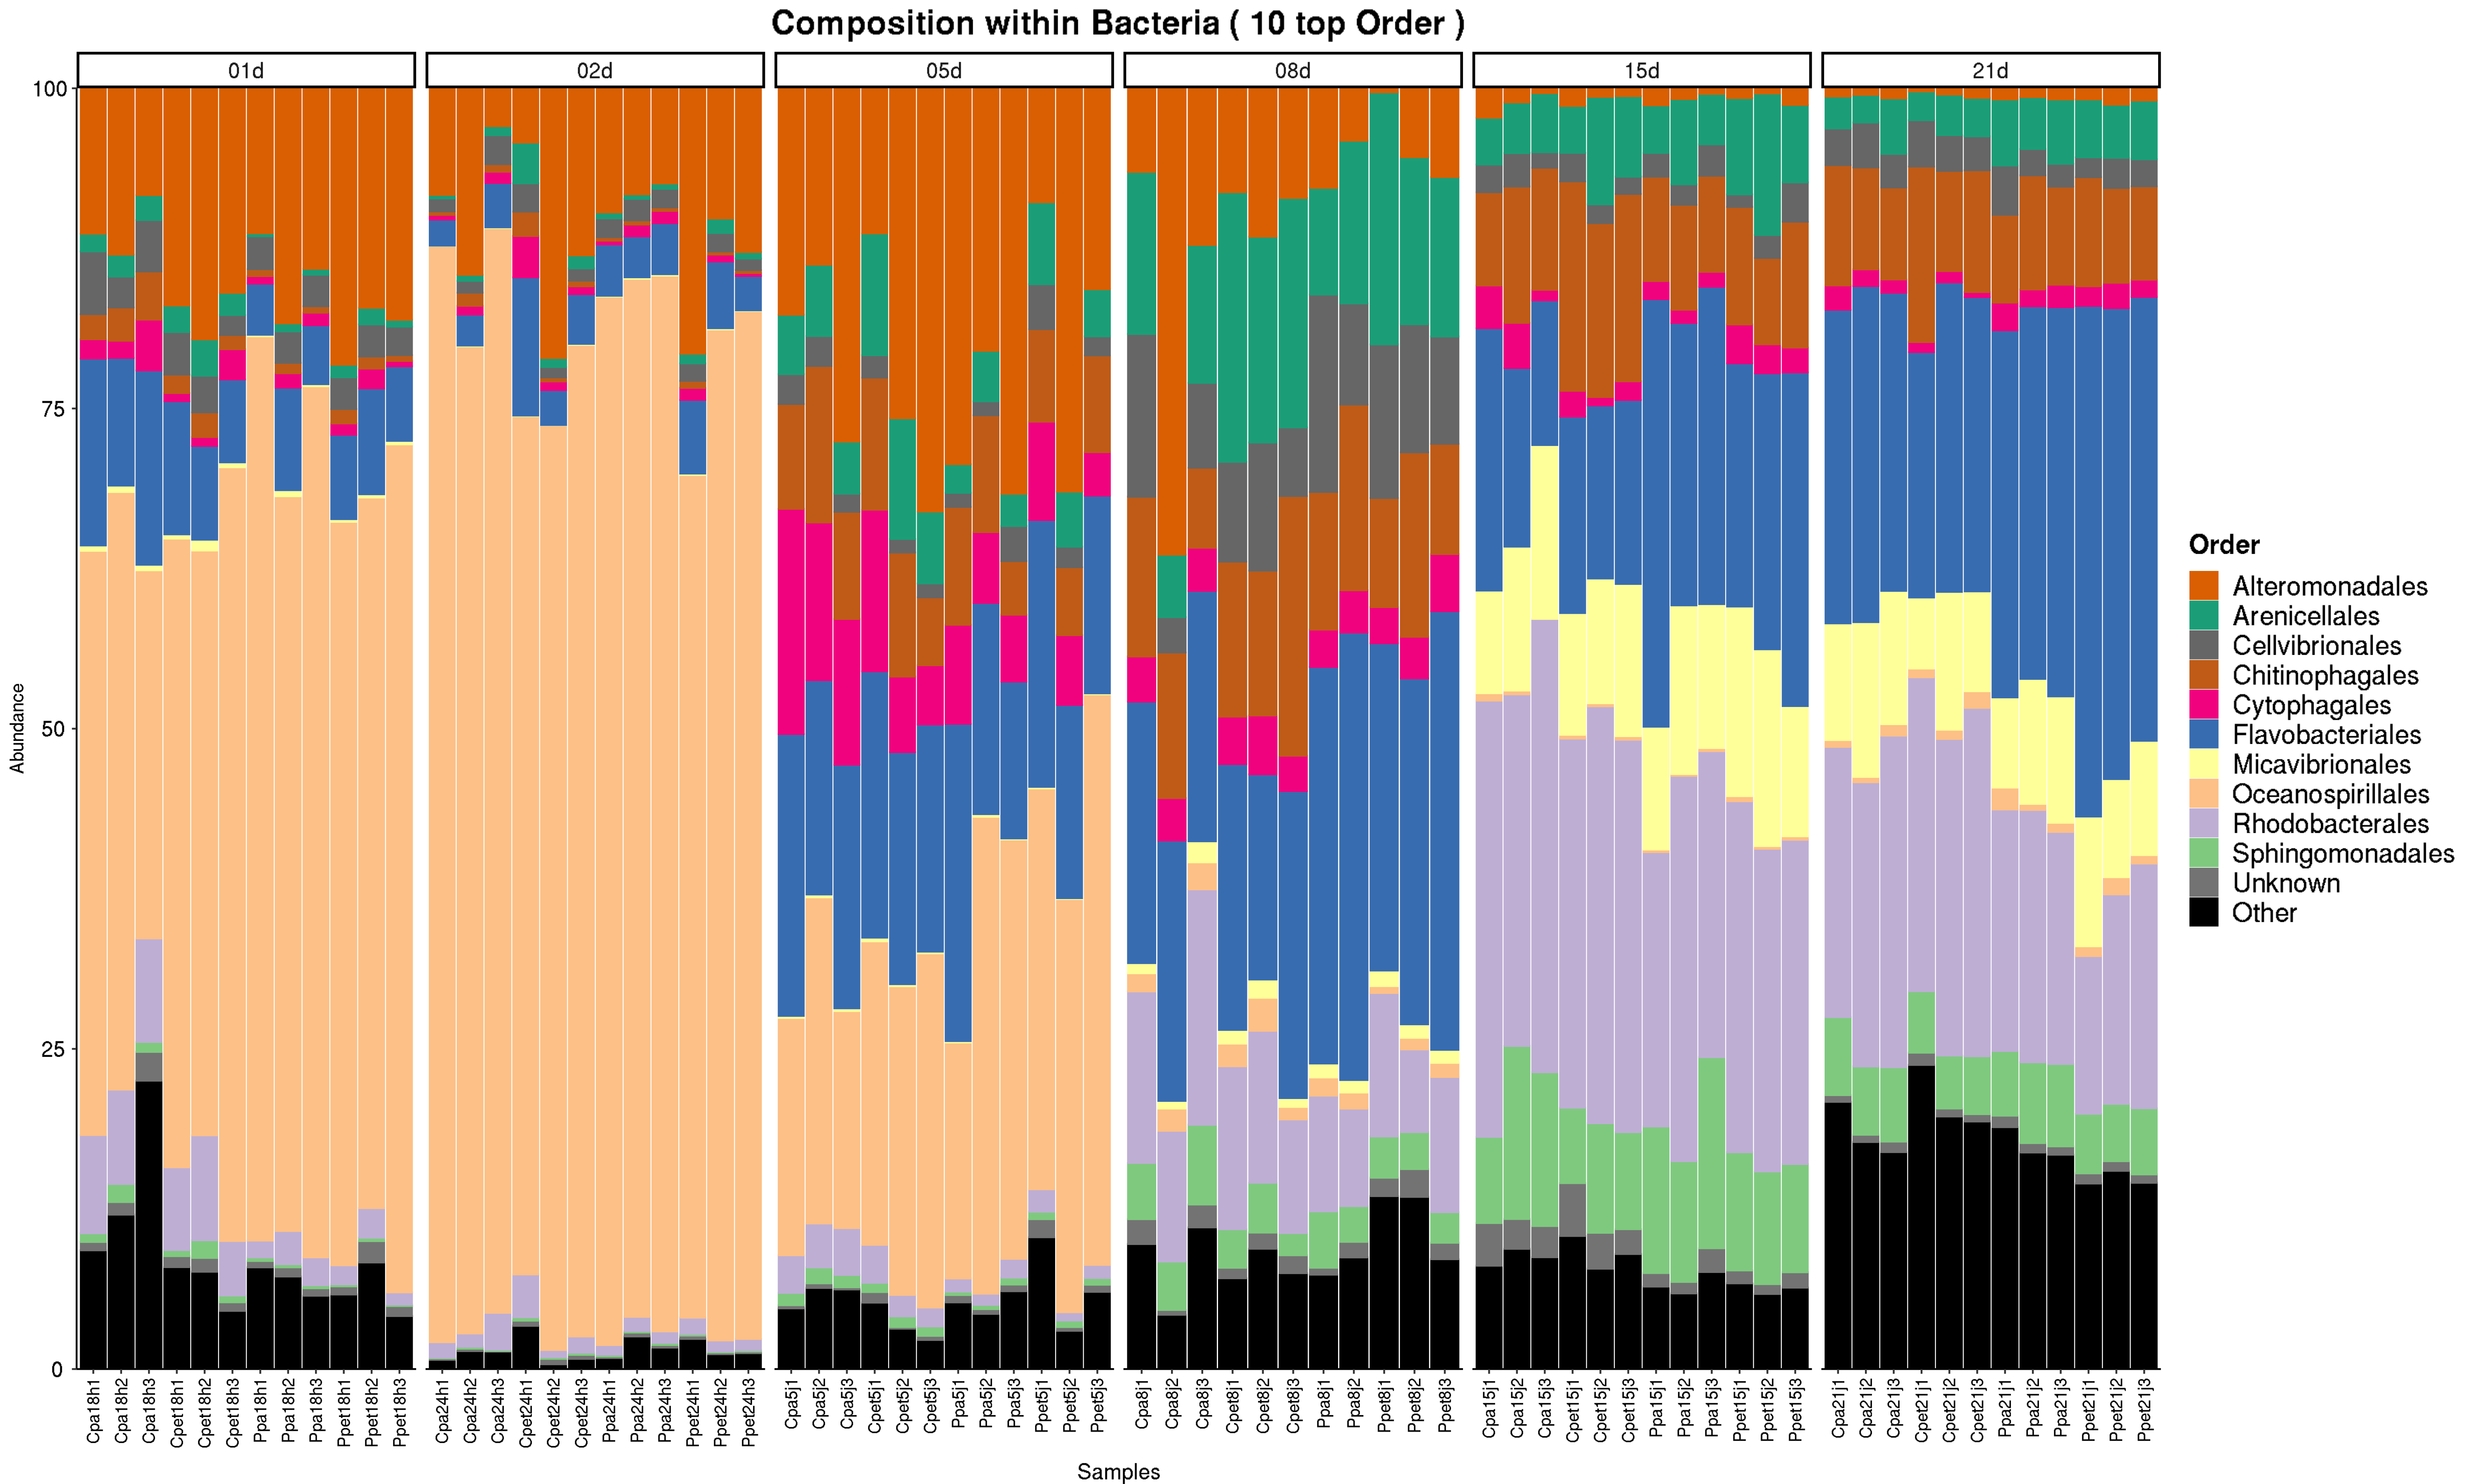 Composition within Bacteria ( 10 top Order )
01d 02d 05d 08d 15d 21d
100
75
50
25
0
Abundance
Cpa18h1 Cpa18h2 Cpa18h3 Cpet18h1 Cpet18h2 Cpet18h3 Ppa18h1 Ppa18h2 Ppa18h3 Ppet18h1 Ppet18h2 Ppet18h3
Cpa24h1 Cpa24h2 Cpa24h3 Cpet24h1 Cpet24h2 Cpet24h3 Ppa24h1 Ppa24h2 Ppa24h3 Ppet24h1 Ppet24h2 Ppet24h3
Cpa5j1 Cpa5j2 Cpa5j3 Cpet5j1 Cpet5j2 Cpet5j3 Ppa5j1 Ppa5j2 Ppa5j3 Ppet5j1 Ppet5j2 Ppet5j3
Cpa8j1 Cpa8j2 Cpa8j3 Cpet8j1 Cpet8j2 Cpet8j3 Ppa8j1 Ppa8j2 Ppet8j1 Ppet8j2 Ppet8j3
Cpa15j1 Cpa15j2 Cpa15j3 Cpet15j1 Cpet15j2 Cpet15j3 Ppa15j1 Ppa15j2 Ppa15j3 Ppet15j1 Ppet15j2 Ppet15j3
Cpa21j1 Cpa21j2 Cpa21j3 Cpet21j1 Cpet21j2 Cpet21j3 Ppa21j1 Ppa21j2 Ppa21j3 Ppet21j1 Ppet21j2 Ppet21j3
Samples
Order
Alteromonadales
Arenicellales
Cellvibrionales
Chitinophagales
Cytophagales
Flavobacteriales
Micavibrionales
Oceanospirillales
Rhodobacterales
Sphingomonadales
Unknown
Other